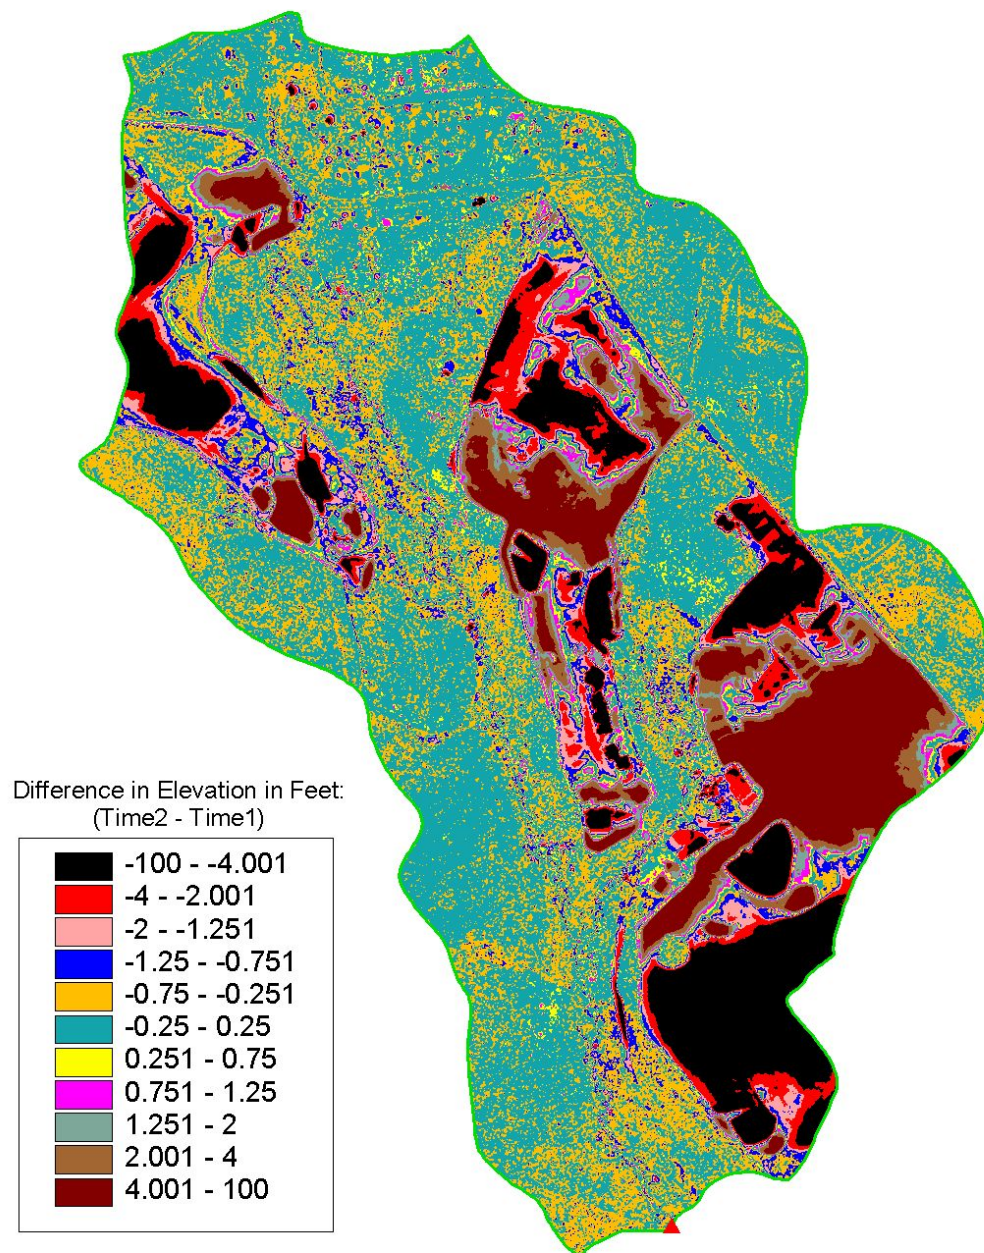 Difference in Elevation in Feet:
(Time2 - Time1)
-100 - -4.001
-4 - -2.001
-2 - -1.251
-1.25 - -0.751
-0.75 - -0.251
-0.25 - 0.25
0.251 - 0.75
0.751 - 1.25
1.251 - 2
2.001 - 4
4.001 - 100